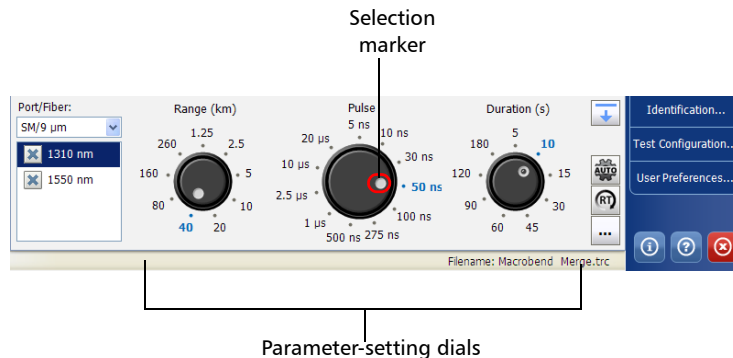 Selection
marker
Port/Fiber:
SM/9 µm
1310 nm
1550 nm
Range (km)
1.25
2.5
5
10
20
40
80
160
260
Pulse
5 ns
10 ns
30 ns
50 ns
100 ns
275 ns
500 ns
1 µs
2.5 µs
10 µs
20 µs
Duration (s)
5
10
15
30
45
60
90
120
180
AUTO
RT
...
Identification...
Test Configuration...
User Preferences...
Filename: Macrobend Merge.trc
Parameter-setting dials